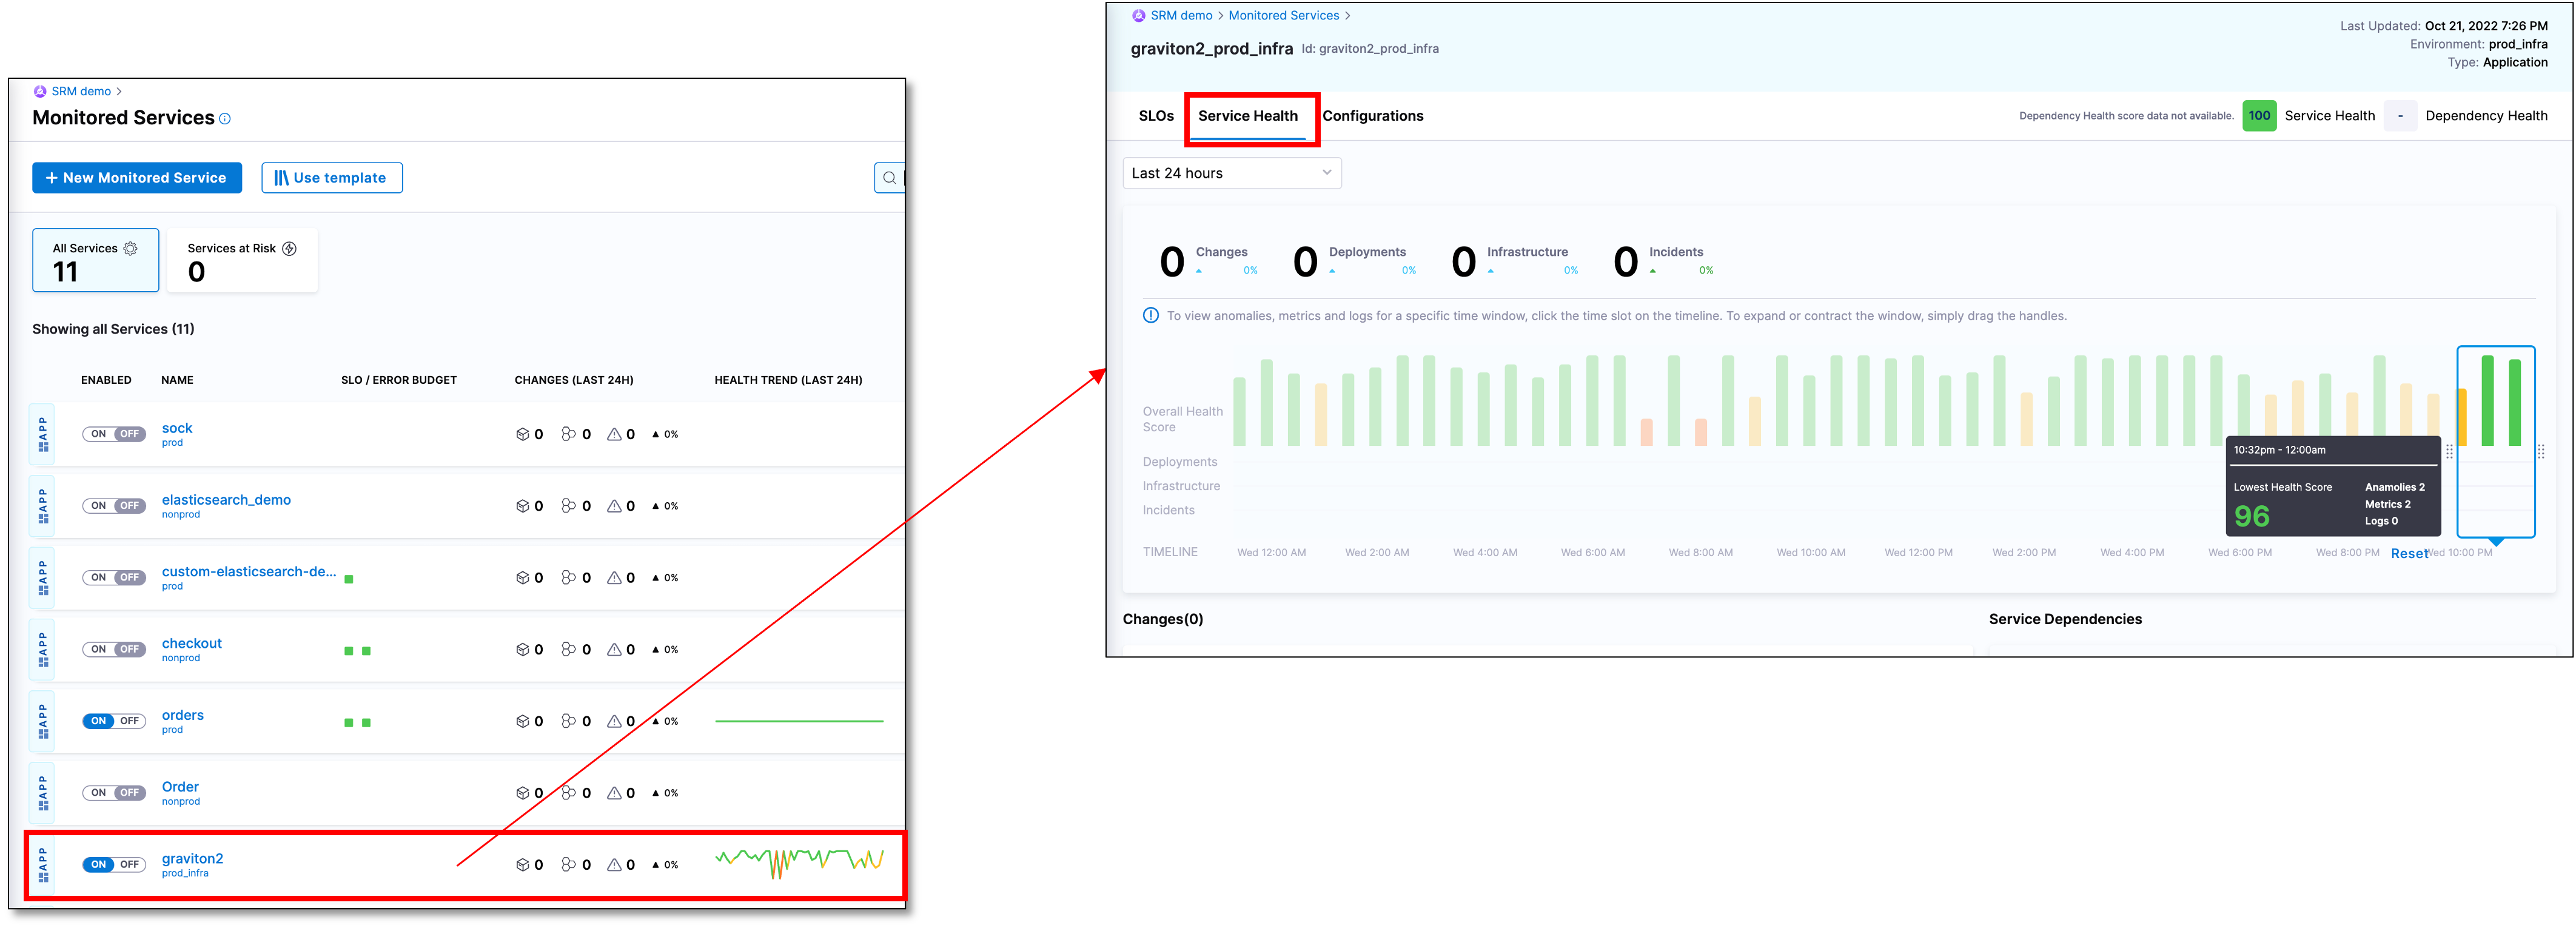 SRM demo >
Monitored Services
+ New Monitored Service
Use template
All Services
11
Services at Risk
0
Showing all Services (11)
ENABLED NAME SLO / ERROR BUDGET CHANGES (LAST 24H) HEALTH TREND (LAST 24H)
APP ON OFF sock 0 0 0 0%
prod
APP ON OFF elasticsearch_demo 0 0 0 0%
nonprod
APP ON OFF custom-elasticsearch-de... 0 0 0 0%
prod
APP ON OFF checkout 0 0 0 0%
nonprod
APP ON OFF orders 0 0 0 0%
prod
APP ON OFF Order 0 0 0 0%
nonprod
APP ON OFF graviton2 0 0 0 0%
prod_infra
SRM demo > Monitored Services >
graviton2_prod_infra Id: graviton2_prod_infra
Last Updated: Oct 21, 2022 7:26 PM
Environment: prod_infra
Type: Application
SLOs Service Health Configurations
Dependency Health score data not available. 100 Service Health - Dependency Health
Last 24 hours
0 Changes 0%
0 Deployments 0%
0 Infrastructure 0%
0 Incidents 0%
To view anomalies, metrics and logs for a specific time window, click the time slot on the timeline. To expand or contract the window, simply drag the handles.
Overall Health
Score
Deployments
Infrastructure
Incidents
10:32pm - 12:00am
Lowest Health Score
96
Anamolies 2
Metrics 2
Logs 0
TIMELINE Wed 12:00 AM Wed 2:00 AM Wed 4:00 AM Wed 6:00 AM Wed 8:00 AM Wed 10:00 AM Wed 12:00 PM Wed 2:00 PM Wed 4:00 PM Wed 6:00 PM Wed 8:00 PM Wed 10:00 PM
Reset
Changes(0)
Service Dependencies